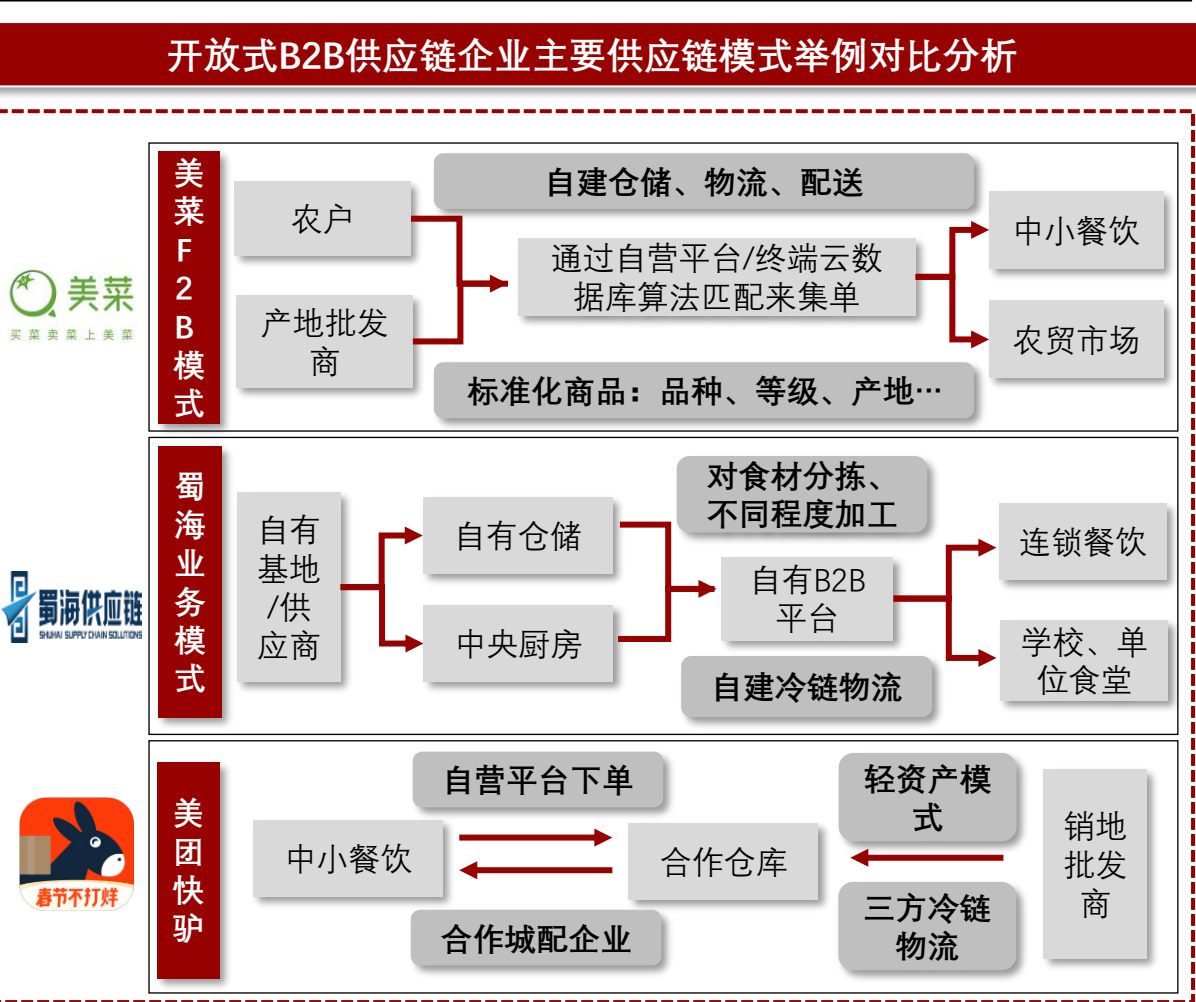 开放式B2B供应链企业主要供应链模式举例对比分析
美菜
买菜卖菜上美菜
美
菜
F
2
B
模
式
农户
产地批发
商
自建仓储、物流、配送
通过自营平台/终端云数
据库算法匹配来集单
标准化商品：品种、等级、产地…
中小餐饮
农贸市场
蜀海供应链
SHUHAI SUPPLY CHAIN SOLUTIONS
蜀
海
业
务
模
式
自有
基地
/供
应商
自有仓储
中央厨房
对食材分拣、
不同程度加工
自有B2B
平台
自建冷链物流
连锁餐饮
学校、单
位食堂
春节不打烊
美
团
快
驴
中小餐饮
自营平台下单
合作城配企业
合作仓库
轻资产模
式
三方冷链
物流
销地
批发
商